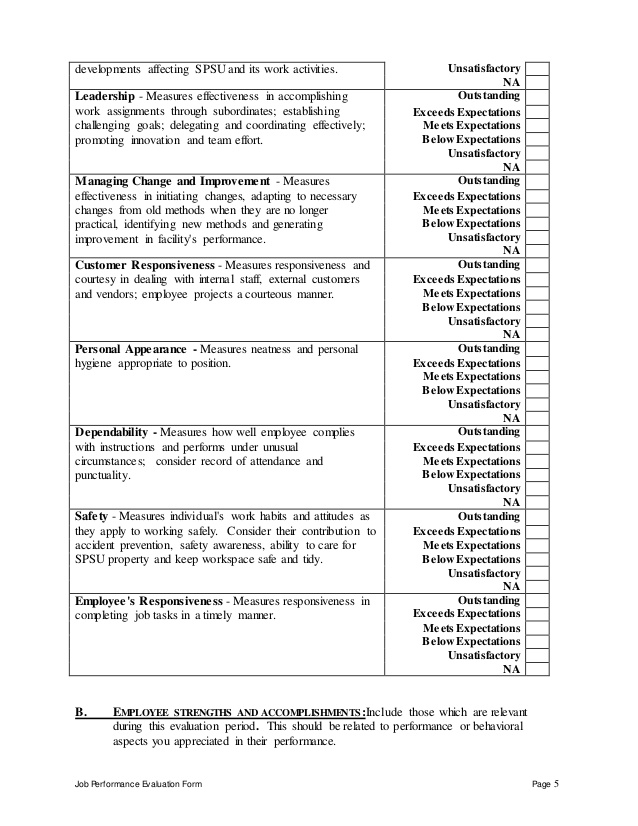 developments affecting SPSU and its work activities.
Unsatisfactory
NA
Leadership - Measures effectiveness in accomplishing
work assignments through subordinates; establishing
challenging goals; delegating and coordinating effectively;
promoting innovation and team effort.
Outstanding
Exceeds Expectations
Meets Expectations
Below Expectations
Unsatisfactory
NA
Managing Change and Improvement - Measures
effectiveness in initiating changes, adapting to necessary
changes from old methods when they are no longer
practical, identifying new methods and generating
improvement in facility's performance.
Outstanding
Exceeds Expectations
Meets Expectations
Below Expectations
Unsatisfactory
NA
Customer Responsiveness - Measures responsiveness and
courtesy in dealing with internal staff, external customers
and vendors; employee projects a courteous manner.
Outstanding
Exceeds Expectations
Meets Expectations
Below Expectations
Unsatisfactory
NA
Personal Appearance - Measures neatness and personal
hygiene appropriate to position.
Outstanding
Exceeds Expectations
Meets Expectations
Below Expectations
Unsatisfactory
NA
Dependability - Measures how well employee complies
with instructions and performs under unusual
circumstances; consider record of attendance and
punctuality.
Outstanding
Exceeds Expectations
Meets Expectations
Below Expectations
Unsatisfactory
NA
Safety - Measures individual's work habits and attitudes as
they apply to working safely. Consider their contribution to
accident prevention, safety awareness, ability to care for
SPSU property and keep workspace safe and tidy.
Outstanding
Exceeds Expectations
Meets Expectations
Below Expectations
Unsatisfactory
NA
Employee's Responsiveness - Measures responsiveness in
completing job tasks in a timely manner.
Outstanding
Exceeds Expectations
Meets Expectations
Below Expectations
Unsatisfactory
NA
B. EMPLOYEE STRENGTHS AND ACCOMPLISHMENTS:Include those which are relevant
during this evaluation period. This should be related to performance or behavioral
aspects you appreciated in their performance.
Job Performance Evaluation Form Page 5